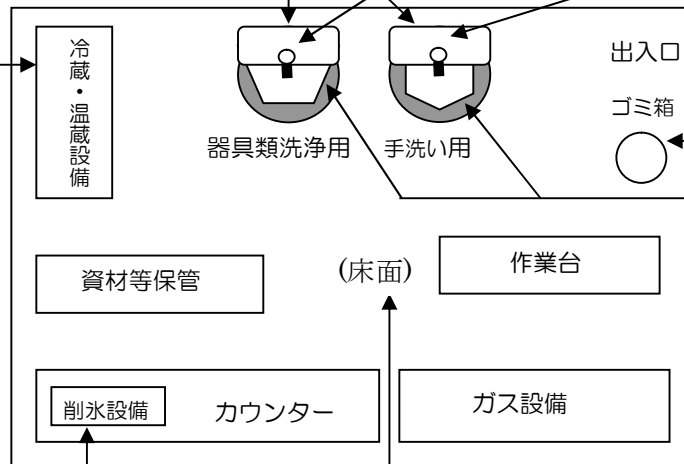 冷蔵・温蔵設備
出入口
ゴミ箱
器具類洗浄用
手洗い用
資材等保管
(床面)
作業台
削氷設備
カウンター
ガス設備